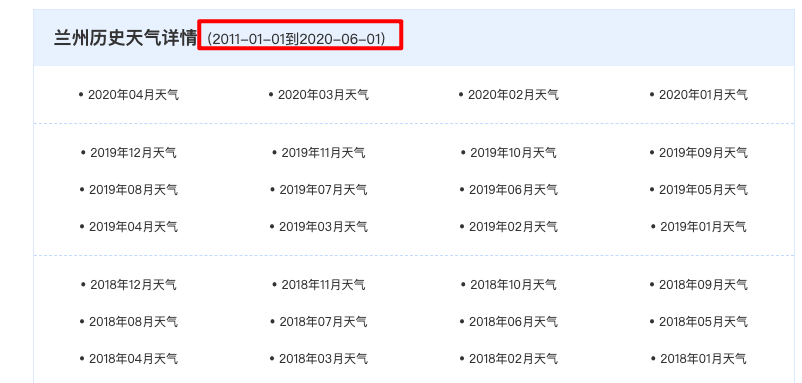 兰州历史天气详情 (2011-01-01到2020-06-01)
• 2020年04月天气 • 2020年03月天气 • 2020年02月天气 • 2020年01月天气
• 2019年12月天气 • 2019年11月天气 • 2019年10月天气 • 2019年09月天气
• 2019年08月天气 • 2019年07月天气 • 2019年06月天气 • 2019年05月天气
• 2019年04月天气 • 2019年03月天气 • 2019年02月天气 • 2019年01月天气
• 2018年12月天气 • 2018年11月天气 • 2018年10月天气 • 2018年09月天气
• 2018年08月天气 • 2018年07月天气 • 2018年06月天气 • 2018年05月天气
• 2018年04月天气 • 2018年03月天气 • 2018年02月天气 • 2018年01月天气